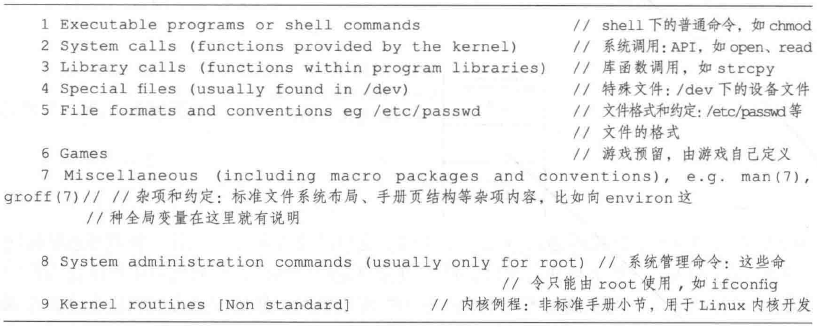 1 Executable programs or shell commands // shell 下的普通命令，如 chmod
2 System calls (functions provided by the kernel) // 系统调用：API，如 open、read
3 Library calls (functions within program libraries) // 库函数调用，如 strcpy
4 Special files (usually found in /dev) // 特殊文件：/dev 下的设备文件
5 File formats and conventions eg /etc/passwd // 文件格式和约定：/etc/passwd 等
// 文件的格式
6 Games // 游戏预留，由游戏自己定义
7 Miscellaneous (including macro packages and conventions), e.g. man(7),
groff(7)// //杂项和约定：标准文件系统布局、手册页结构等杂项内容，比如向 environ 这
//种全局变量在这里就有说明
8 System administration commands (usually only for root) // 系统管理命令：这些命
// 令只能由 root 使用，如 ifconfig
9 Kernel routines [Non standard] // 内核例程：非标准手册小节，用于 Linux 内核开发